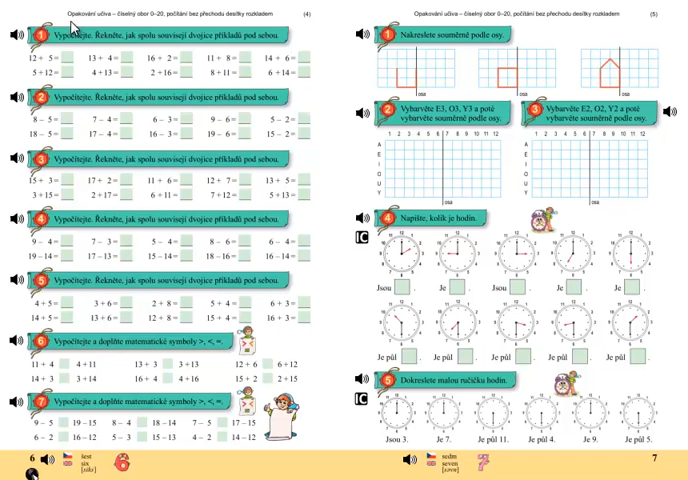 Opakování učiva – číselný obor 0–20, počítání bez přechodu desítky rozkladem (4)
1 Vypočítejte. Řekněte, jak spolu souvisejí dvojice příkladů pod sebou.
12 + 5 = 13 + 4 = 16 + 2 = 11 + 8 = 14 + 6 =
5 + 12 = 4 + 13 = 2 + 16 = 8 + 11 = 6 + 14 =
2 Vypočítejte. Řekněte, jak spolu souvisejí dvojice příkladů pod sebou.
8 – 5 = 7 – 4 = 6 – 3 = 9 – 6 = 5 – 2 =
18 – 5 = 17 – 4 = 16 – 3 = 19 – 6 = 15 – 2 =
3 Vypočítejte. Řekněte, jak spolu souvisejí dvojice příkladů pod sebou.
15 + 3 = 17 + 2 = 11 + 6 = 12 + 7 = 13 + 5 =
3 + 15 = 2 + 17 = 6 + 11 = 7 + 12 = 5 + 13 =
4 Vypočítejte. Řekněte, jak spolu souvisejí dvojice příkladů pod sebou.
9 – 4 = 7 – 3 = 5 – 4 = 8 – 6 = 6 – 4 =
19 – 14 = 17 – 13 = 15 – 14 = 18 – 16 = 16 – 14 =
5 Vypočítejte. Řekněte, jak spolu souvisejí dvojice příkladů pod sebou.
4 + 5 = 3 + 6 = 2 + 8 = 5 + 4 = 6 + 3 =
14 + 5 = 13 + 6 = 12 + 8 = 15 + 4 = 16 + 3 =
6 Vypočítejte a doplňte matematické symboly >, <, =.
11 + 4 4 + 11 13 + 3 3 + 13 12 + 6 6 + 12
14 + 3 3 + 14 16 + 4 4 + 16 15 + 2 2 + 15
7 Vypočítejte a doplňte matematické symboly >, <, =.
9 – 5 19 – 15 8 – 4 18 – 14 7 – 5 17 – 15
6 – 2 16 – 12 5 – 3 15 – 13 4 – 2 14 – 12
6 šest
six
[siks]
6
Opakování učiva – číselný obor 0–20, počítání bez přechodu desítky rozkladem (5)
1 Nakreslete souměrně podle osy.
osa osa osa
2 Vybarvěte E3, O3, Y3 a poté
vybarvěte souměrně podle osy.
1 2 3 4 5 6 7 8 9 10 11 12
A
E
I
O
U
Y
osa
3 Vybarvěte E2, O2, Y2 a poté
vybarvěte souměrně podle osy.
1 2 3 4 5 6 7 8 9 10 11 12
A
E
I
O
U
Y
osa
4 Napište, kolik je hodin.
Jsou . Je . Jsou . Je . Je .
Je půl . Je půl . Je půl . Je půl . Je půl .
5 Dokreslete malou ručičku hodin.
Jsou 3. Je 7. Je půl 11. Je půl 4. Je 9. Je půl 5.
sedm
seven
7
7